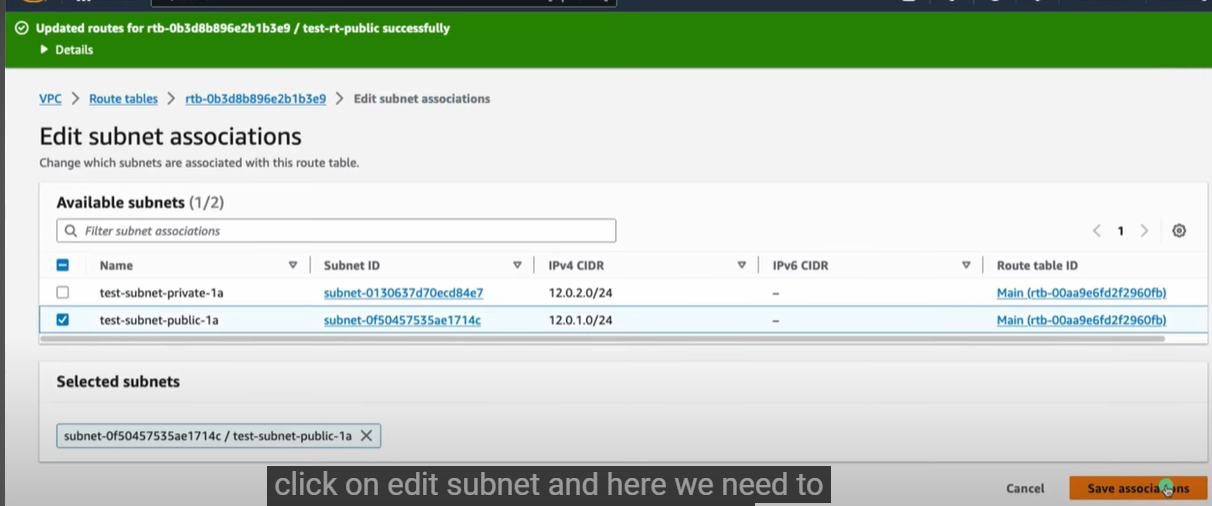 Updated routes for rtb-0b3d8b896e2b1b3e9 / test-rt-public successfully
Details
VPC > Route tables > rtb-0b3d8b896e2b1b3e9 > Edit subnet associations
Edit subnet associations
Change which subnets are associated with this route table.
Available subnets (1/2)
Filter subnet associations
1
Name Subnet ID IPv4 CIDR IPv6 CIDR Route table ID
test-subnet-private-1a subnet-0130637d70ecd84e7 12.0.2.0/24 – Main (rtb-00aa9e6fd2f2960fb)
test-subnet-public-1a subnet-0f50457535ae1714c 12.0.1.0/24 – Main (rtb-00aa9e6fd2f2960fb)
Selected subnets
subnet-0f50457535ae1714c / test-subnet-public-1a
click on edit subnet and here we need to
Cancel Save associations